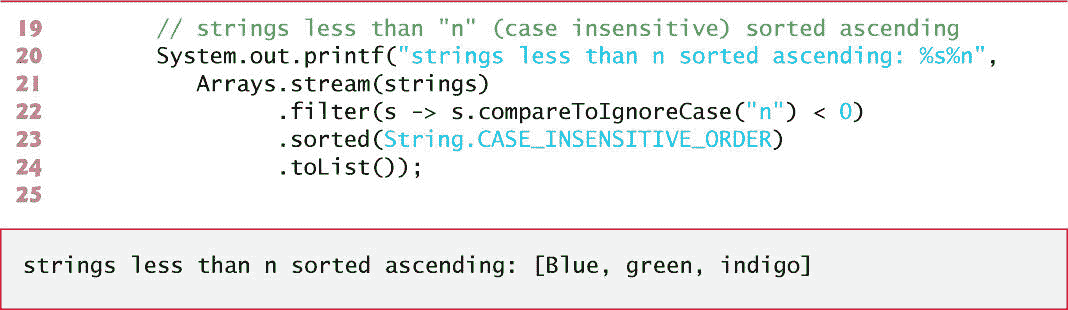 19 // strings less than "n" (case insensitive) sorted ascending
20 System.out.printf("strings less than n sorted ascending: %s%n",
21 Arrays.stream(strings)
22 .filter(s -> s.compareToIgnoreCase("n") < 0)
23 .sorted(String.CASE_INSENSITIVE_ORDER)
24 .toList());
25
strings less than n sorted ascending: [Blue, green, indigo]